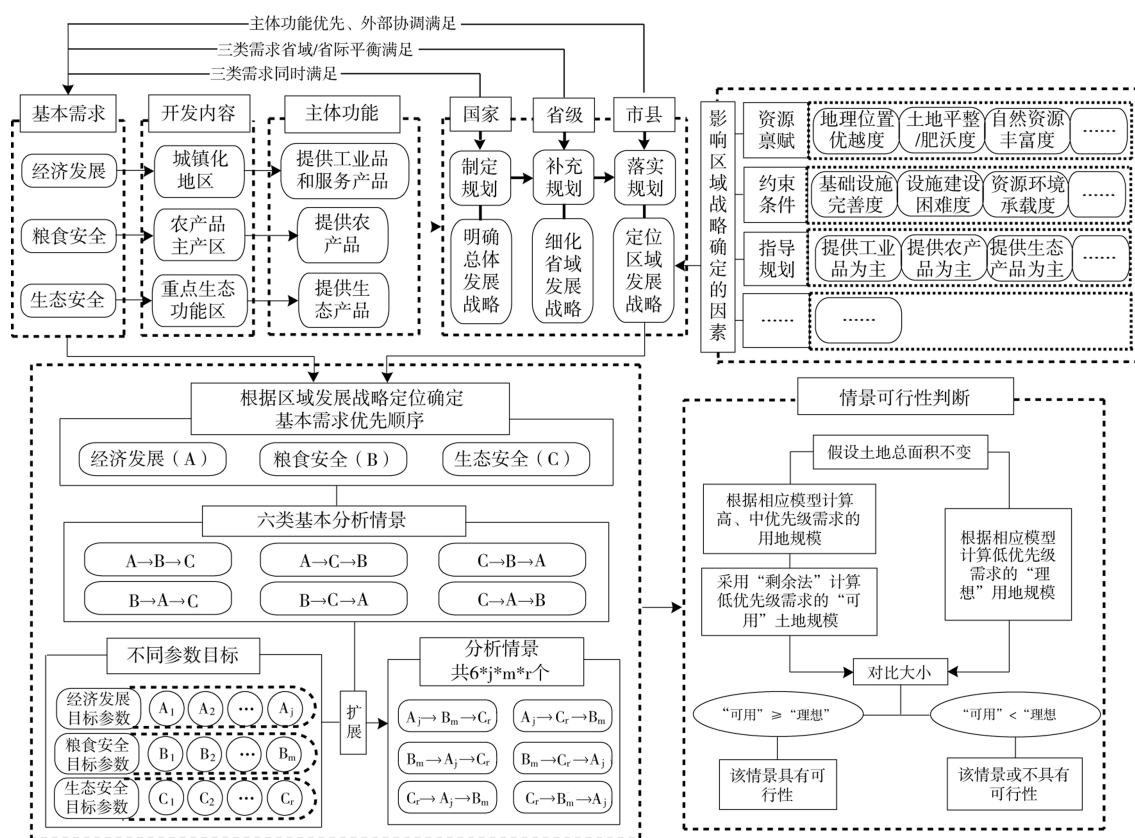 主体功能优先、外部协调满足
三类需求省域/省际平衡满足
三类需求同时满足
基本需求
开发内容
主体功能
国家
省级
市县
经济发展
粮食安全
生态安全
城镇化
地区
农产品
主产区
重点生态
功能区
提供工业品
和服务产品
提供农
产品
提供生
态产品
制定
规划
补充
规划
落实
规划
明确
总体
发展
战略
细化
省域
发展
战略
定位
区域
发展
战略
影响区域战略确定的因素
资源
禀赋
地理位置
优越度
土地平整
/肥沃度
自然资源
丰富度
……
约束
条件
基础设施
完善度
设施建设
困难度
资源环境
承载度
……
指导
规划
提供工业
品为主
提供农产
品为主
提供生态
产品为主
……
……
……
根据区域发展战略定位确定
基本需求优先顺序
经济发展（A）
粮食安全（B）
生态安全（C）
六类基本分析情景
A→B→C
A→C→B
C→B→A
B→A→C
B→C→A
C→A→B
不同参数目标
经济发展
目标参数
A1
A2
…
Aj
粮食安全
目标参数
B1
B2
…
Bm
生态安全
目标参数
C1
C2
…
Cr
扩展
分析情景
共6*j*m*r个
Aj→Bm→Cr
Aj→Cr→Bm
Bm→Aj→Cr
Bm→Cr→Aj
Cr→Aj→Bm
Cr→Bm→Aj
情景可行性判断
假设土地总面积不变
根据相应模型计算
高、中优先级需求的
用地规模
采用“剩余法”计算
低优先级需求的“可
用”土地规模
根据相应模型
计算低优先级
需求的“理
想”用地规模
对比大小
“可用”≥“理想”
“可用”<“理想
该情景具有可
行性
该情景或不具有
可行性